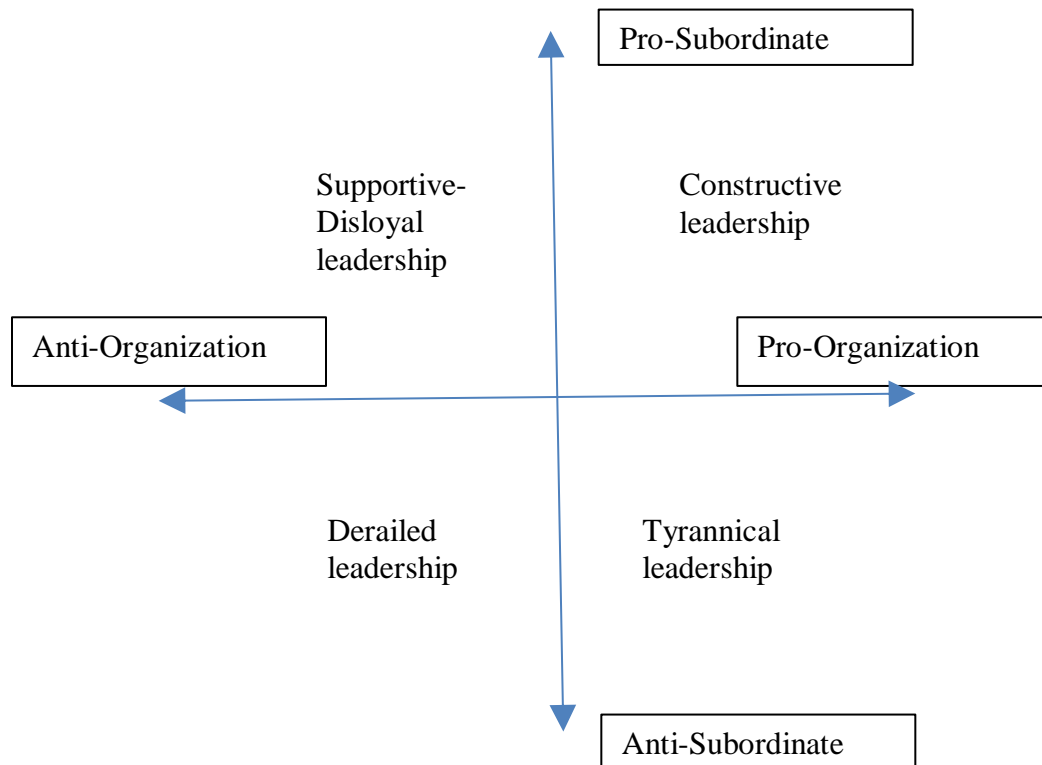 Pro-Subordinate
Supportive-
Disloyal
leadership
Constructive
leadership
Anti-Organization
Pro-Organization
Derailed
leadership
Tyrannical
leadership
Anti-Subordinate